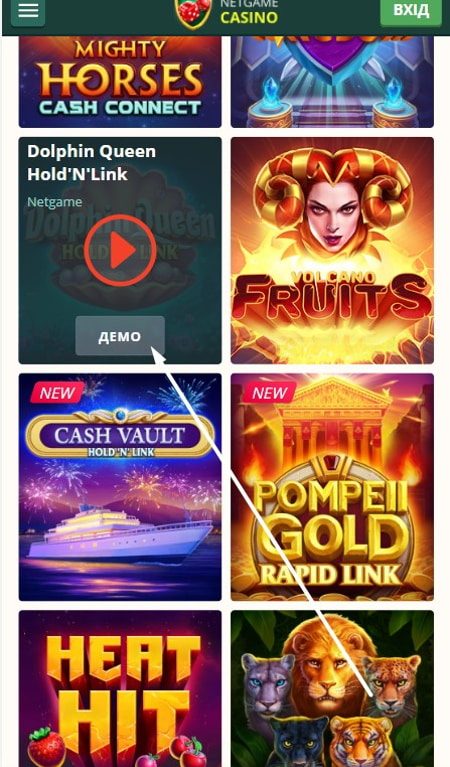 NETGAME
CASINO
ВХІД
MIGHTY
HORSES
CASH CONNECT
Dolphin Queen
Hold'N'Link
Netgame
Dolphin Queen
HOLD'N'LINK
ДЕМО
VOLCANO
FRUITS
NEW
CASH VAULT
HOLD 'N' LINK
NEW
POMPEII
GOLD
RAPID LINK
HEAT
HIT